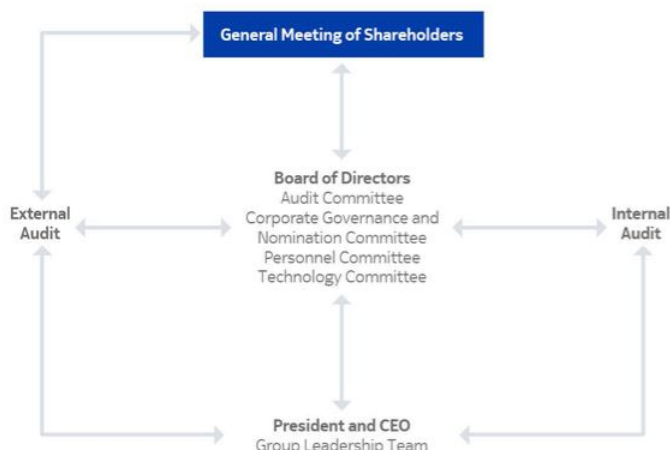 General Meeting of Shareholders
Board of Directors
Audit Committee
Corporate Governance and
Nomination Committee
Personnel Committee
Technology Committee
External
Audit
Internal
Audit
President and CEO
Group Leadership Team